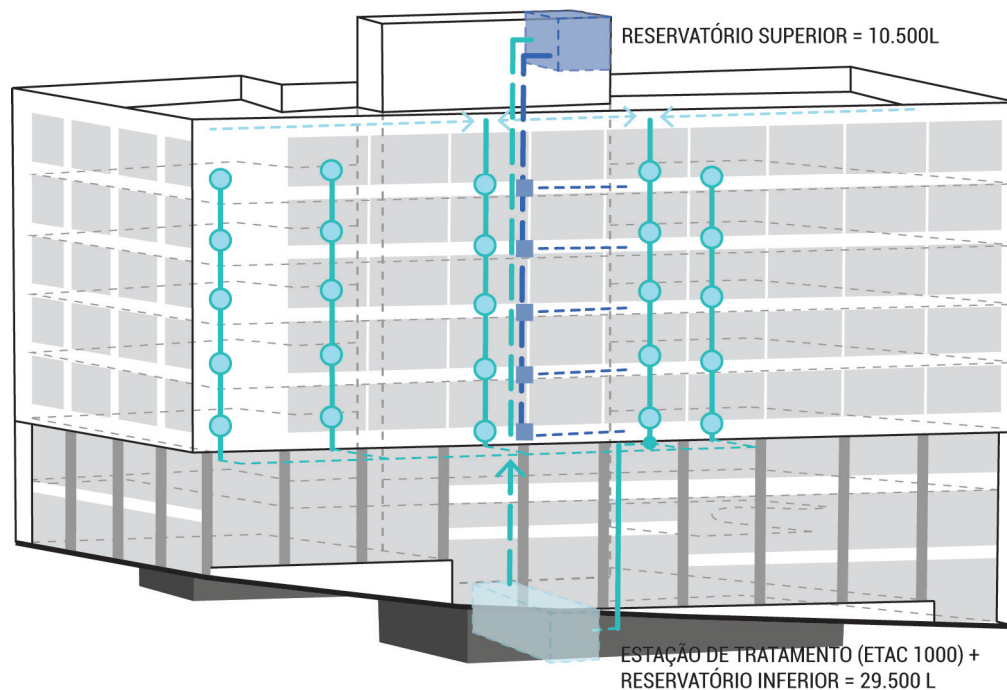 RESERVATÓRIO SUPERIOR = 10.500L
ESTAÇÃO DE TRATAMENTO (ETAC 1000) +
RESERVATÓRIO INFERIOR = 29.500 L